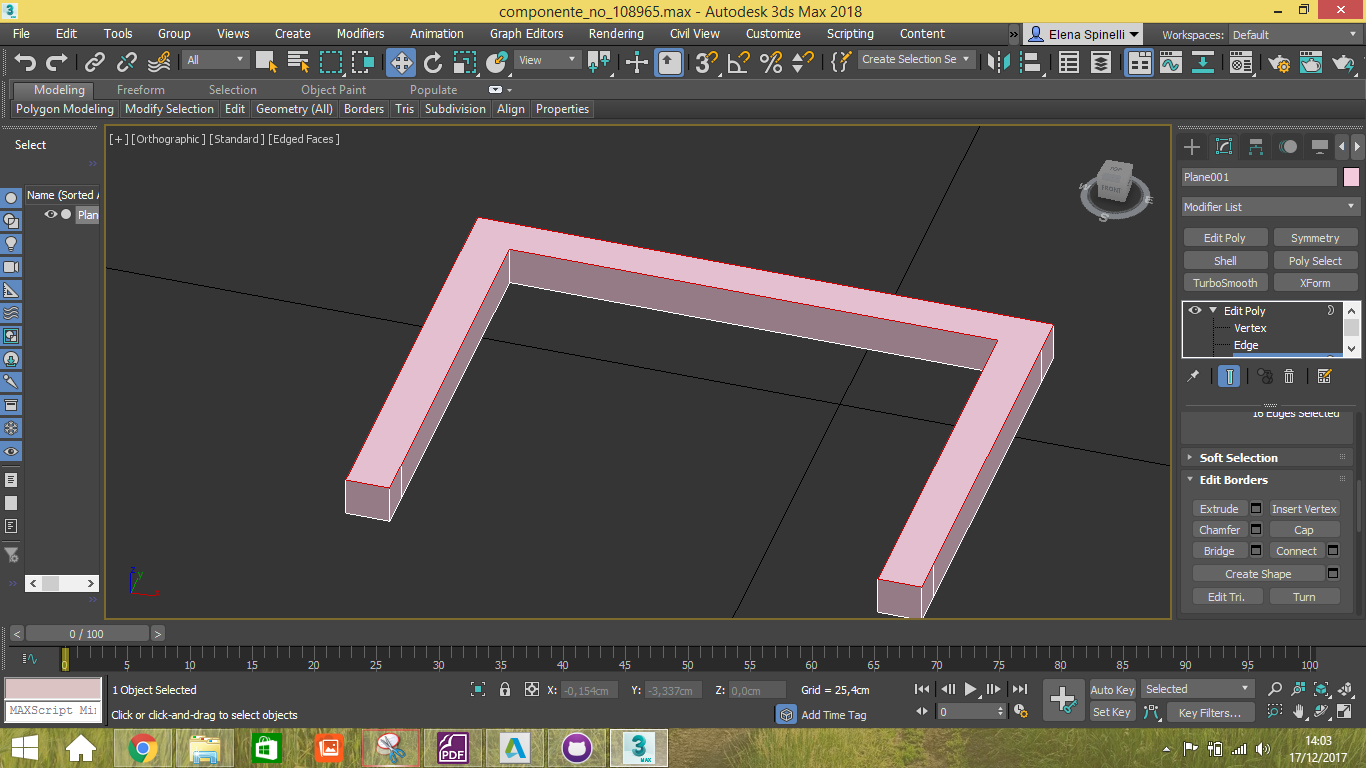 componente_no_108965.max - Autodesk 3ds Max 2018
File Edit Tools Group Views Create Modifiers Animation Graph Editors Rendering Civil View Customize Scripting Content » Elena Spinelli Workspaces: Default
All View Create Selection Se
Modeling Freeform Selection Object Paint Populate
Polygon Modeling Modify Selection Edit Geometry (All) Borders Tris Subdivision Align Properties
Select
Name (Sorted A
Plan
[+] [Orthographic ] [Standard ] [Edged Faces ]
TOP
FRONT
W
S
E
Plane001
Modifier List
Edit Poly Symmetry
Shell Poly Select
TurboSmooth XForm
Edit Poly
Vertex
Edge
16 Edges Selected
Soft Selection
Edit Borders
Extrude Insert Vertex
Chamfer Cap
Bridge Connect
Create Shape
Edit Tri. Turn
< 0 / 100 >
0 5 10 15 20 25 30 35 40 45 50 55 60 65 70 75 80 85 90 95 100
1 Object Selected X: -0,154cm Y: -3,337cm Z: 0,0cm Grid = 25,4cm Auto Key Selected
MAXScript Min Click or click-and-drag to select objects Add Time Tag 0 Set Key Key Filters...
PDF
3
MAX
14:03
17/12/2017